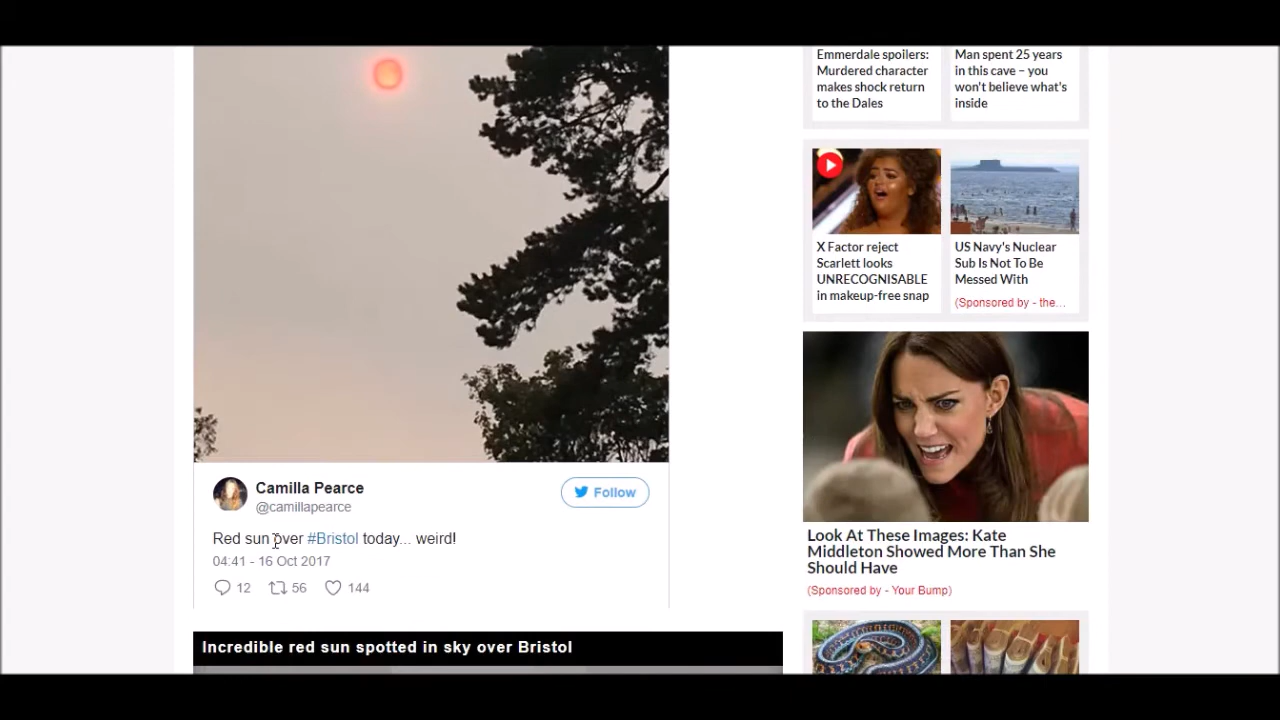 Emmerdale spoilers:
Murdered character
makes shock return
to the Dales
Man spent 25 years
in this cave – you
won't believe what's
inside
X Factor reject
Scarlett looks
UNRECOGNISABLE
in makeup-free snap
US Navy's Nuclear
Sub Is Not To Be
Messed With
(Sponsored by - the...
Camilla Pearce
@camillapearce
Follow
Red sun over #Bristol today... weird!
04:41 - 16 Oct 2017
12 56 144
Look At These Images: Kate
Middleton Showed More Than She
Should Have
(Sponsored by - Your Bump)
Incredible red sun spotted in sky over Bristol